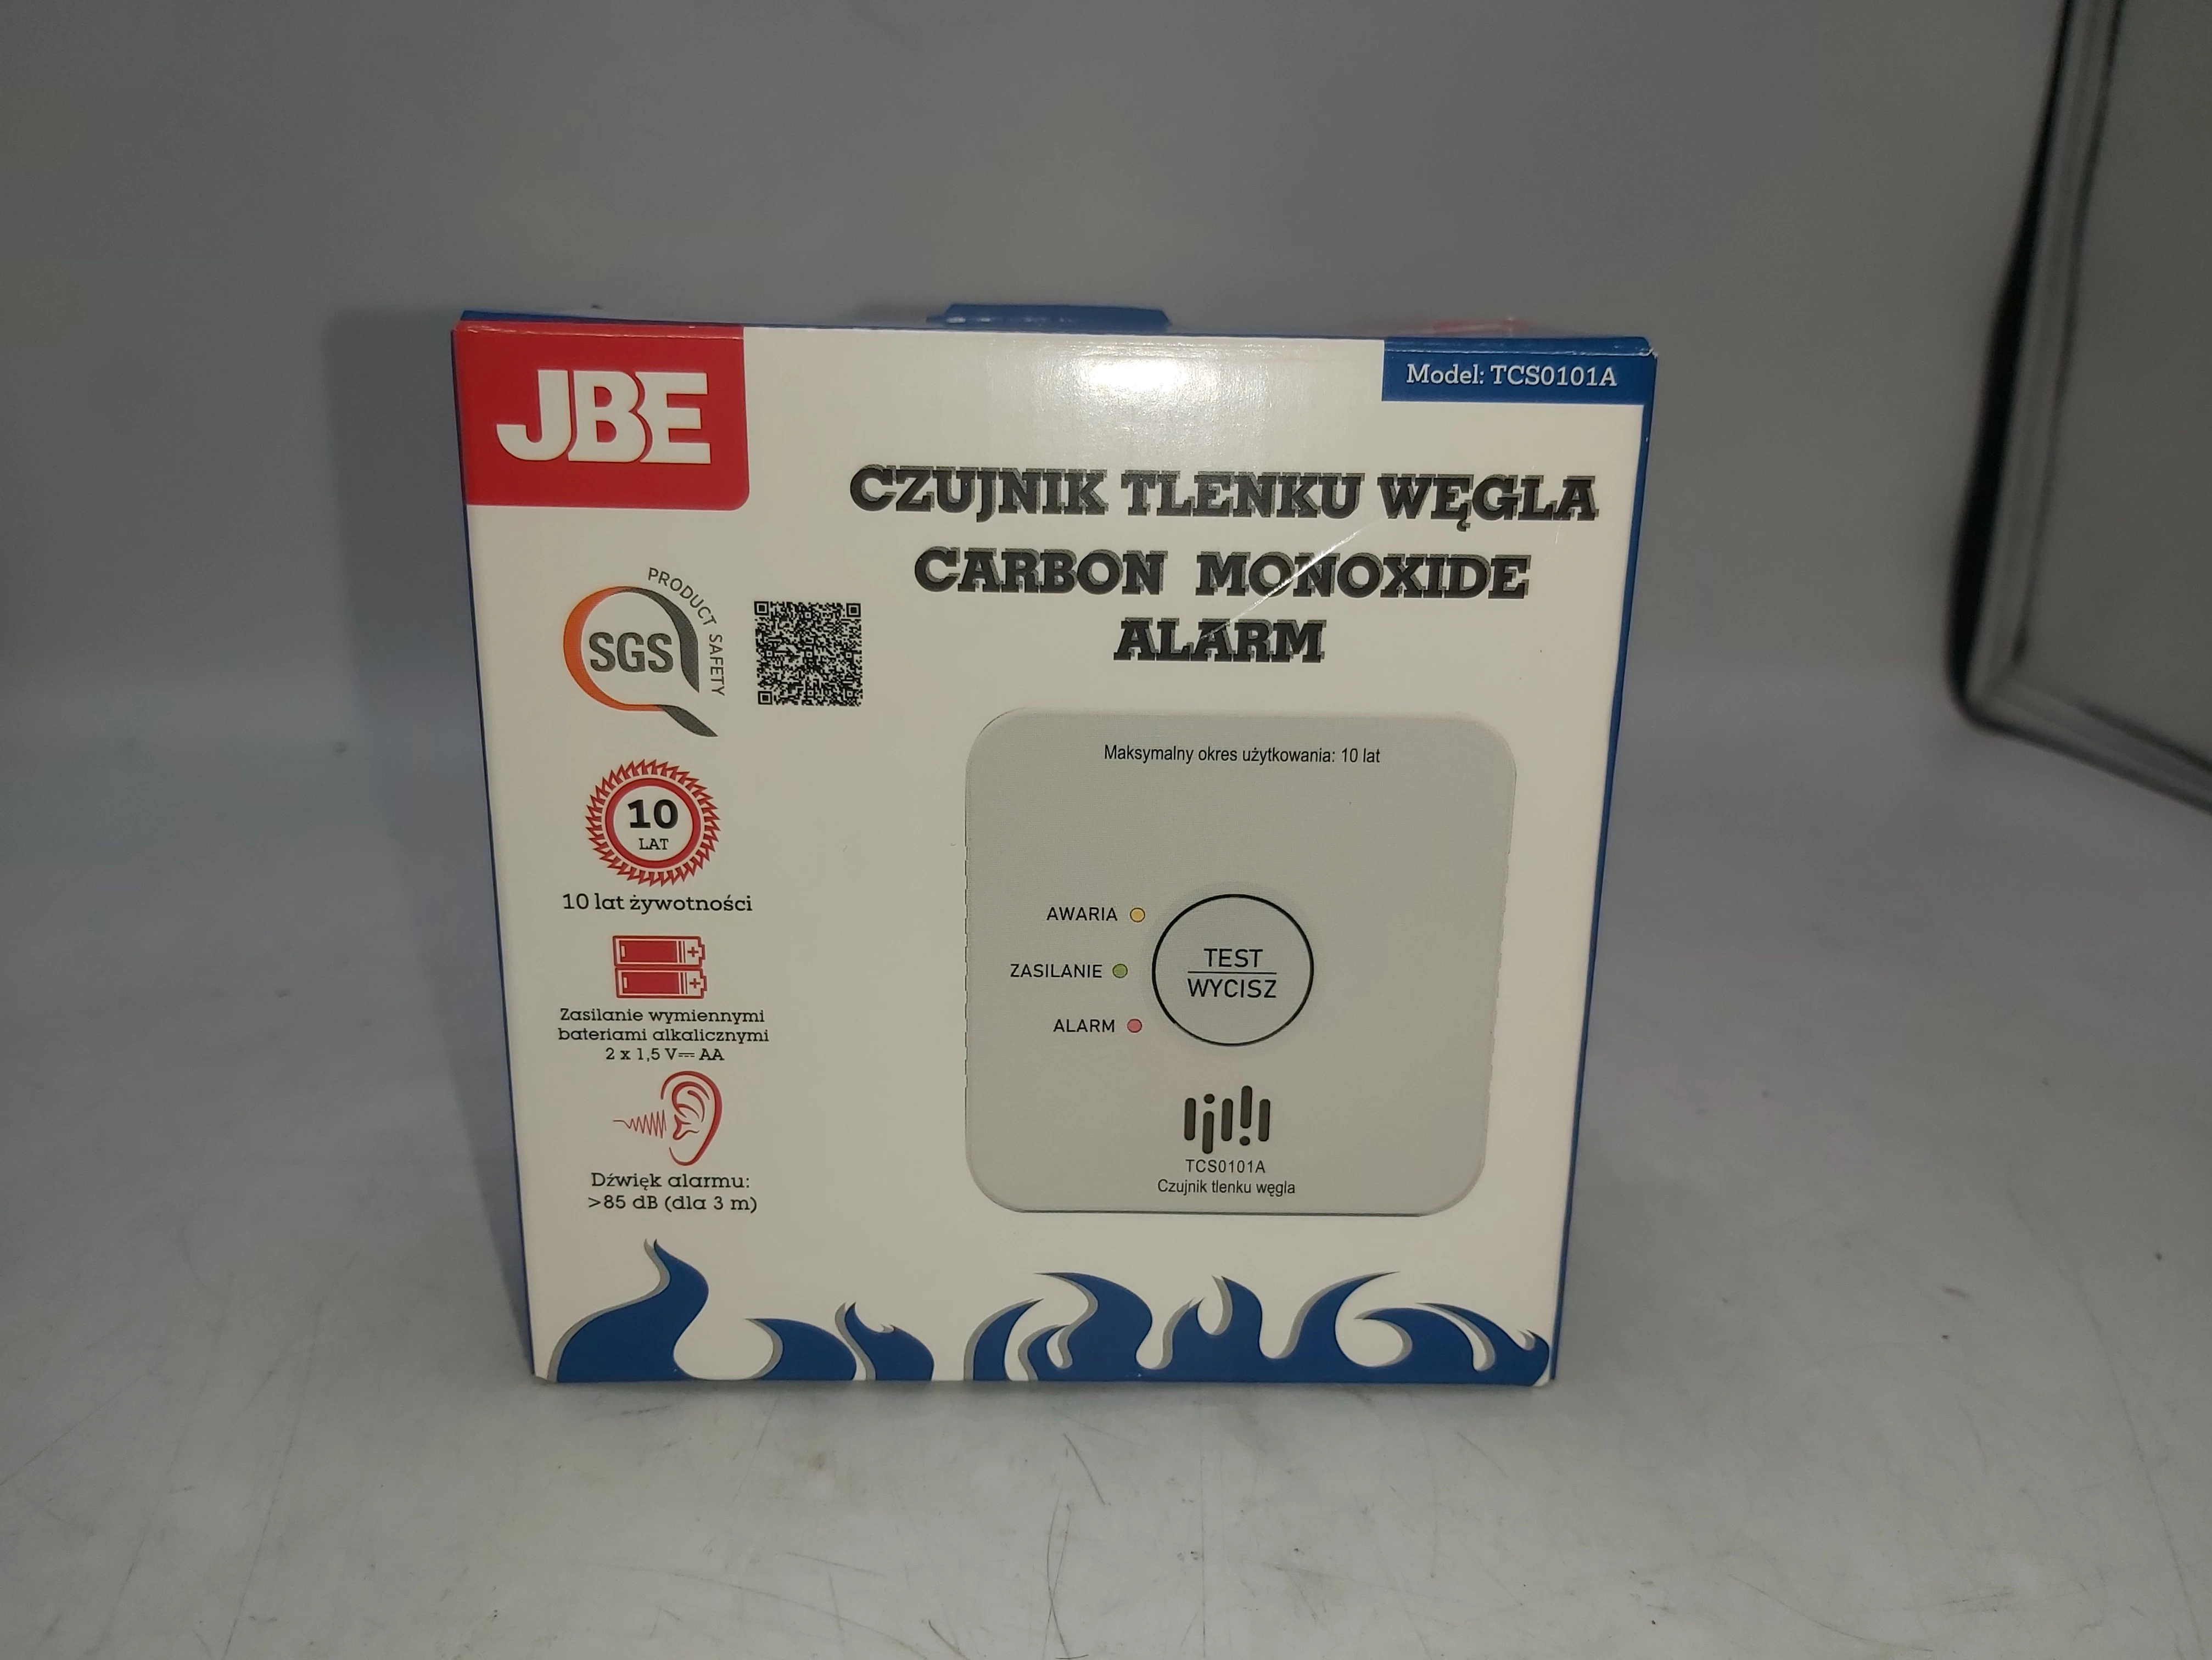 JBE
Model: TCS0101A
CZUJNIK TLENKU WĘGLA
CARBON MONOXIDE
ALARM
PRODUCT SAFETY
SGS
Maksymalny okres użytkowania: 10 lat
10
LAT
10 lat żywotności
AWARIA
ZASILANIE
ALARM
TEST
WYCISZ
Zasilanie wymiennymi
bateriami alkalicznymi
2 x 1,5 V⎓ AA
Dźwięk alarmu:
>85 dB (dla 3 m)
TCS0101A
Czujnik tlenku węgla